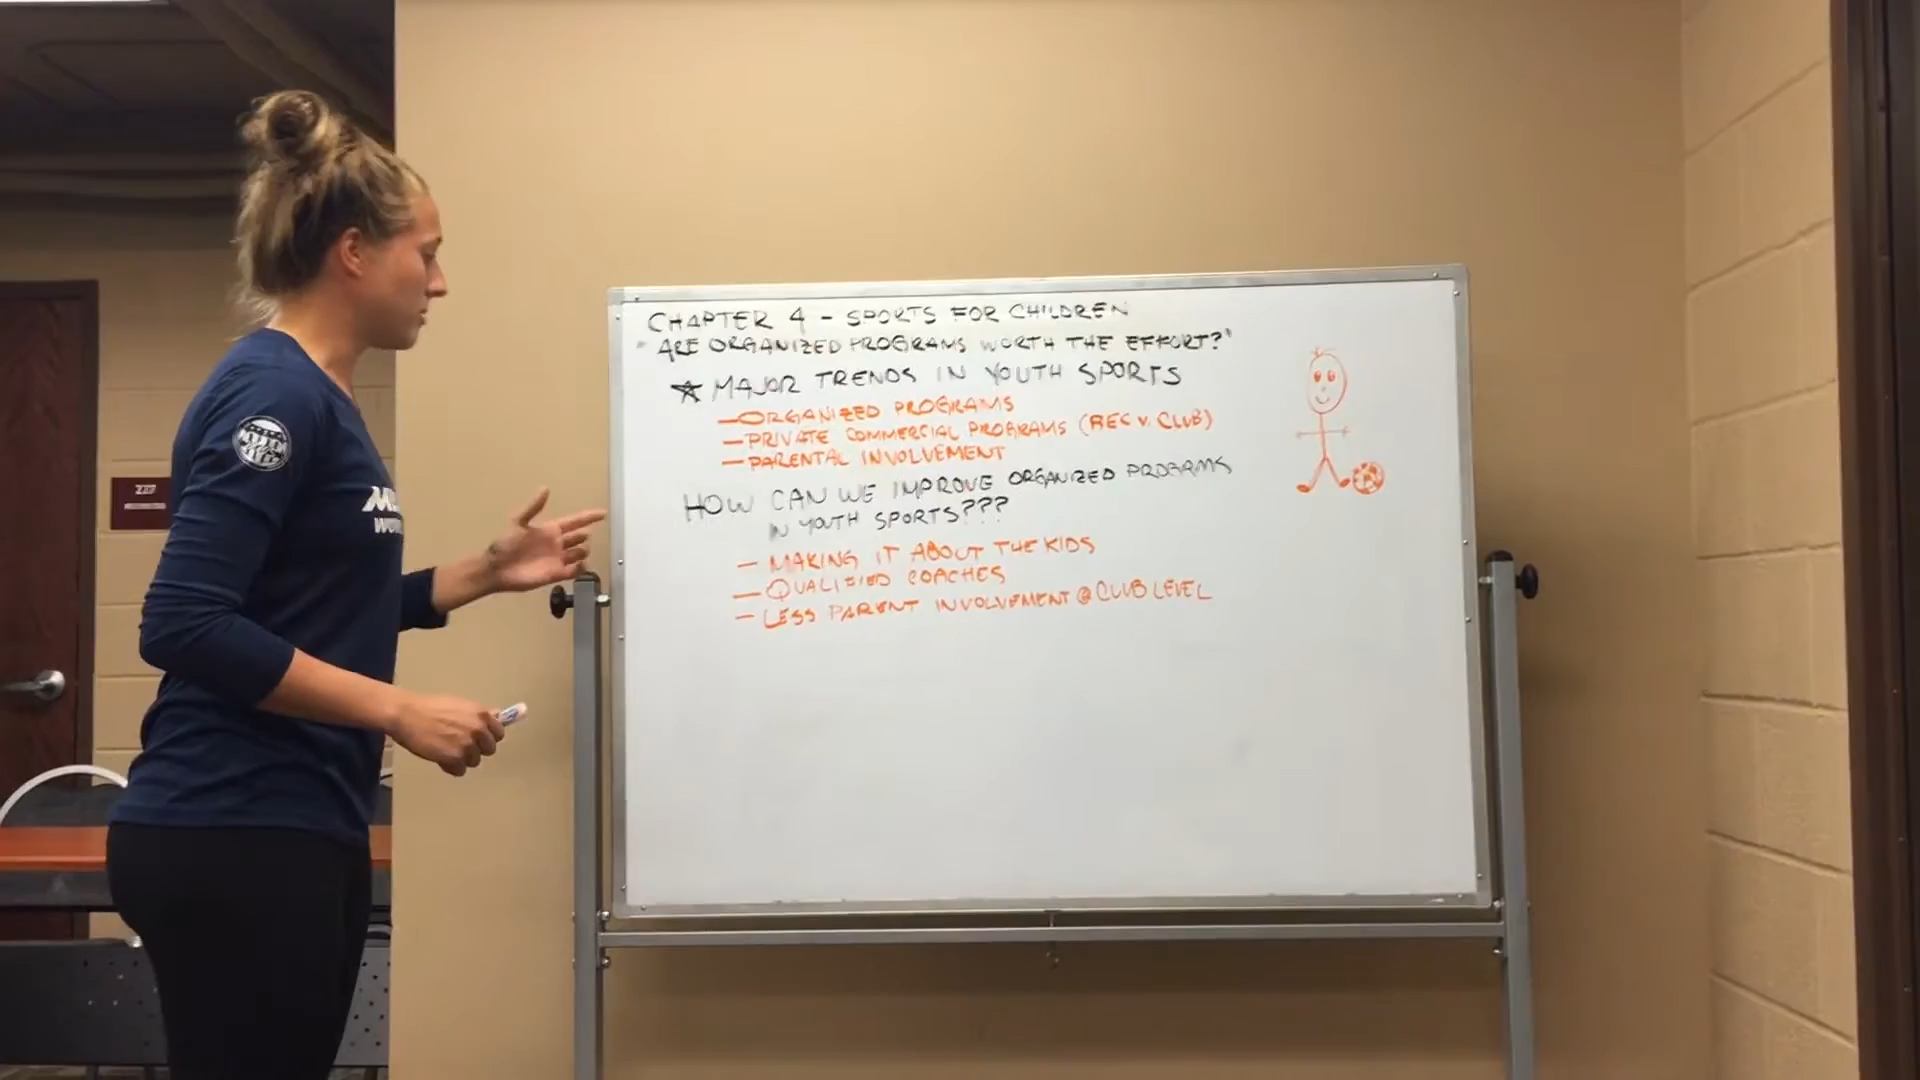 CHAPTER 4 - SPORTS FOR CHILDREN
"ARE ORGANIZED PROGRAMS WORTH THE EFFORT?"
★ MAJOR TRENDS IN YOUTH SPORTS
- ORGANIZED PROGRAMS
- PRIVATE COMMERCIAL PROGRAMS (REC V. CLUB)
- PARENTAL INVOLVEMENT
HOW CAN WE IMPROVE ORGANIZED PROGRAMS
IN YOUTH SPORTS???
- MAKING IT ABOUT THE KIDS
- QUALIFIED COACHES
- LESS PARENT INVOLVEMENT @ CLUB LEVEL